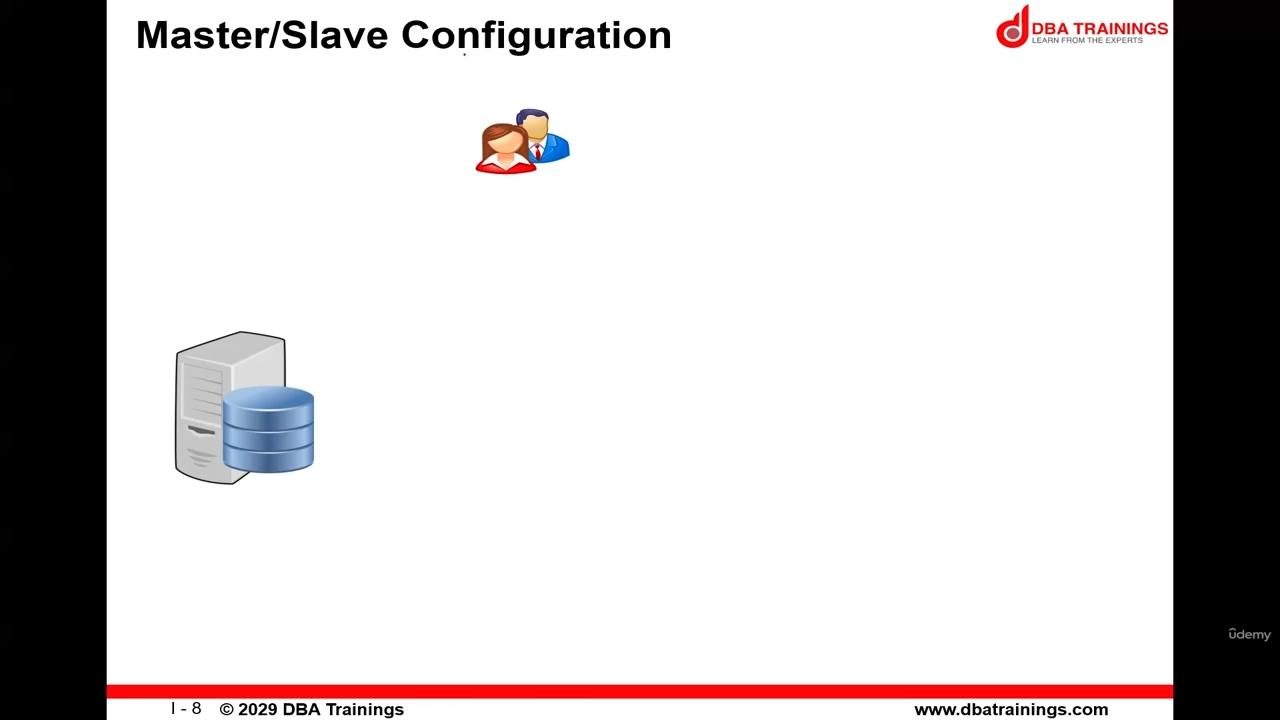 Master/Slave Configuration
DBA TRAININGS
LEARN FROM THE EXPERTS
ûdemy
I - 8 © 2029 DBA Trainings
www.dbatrainings.com